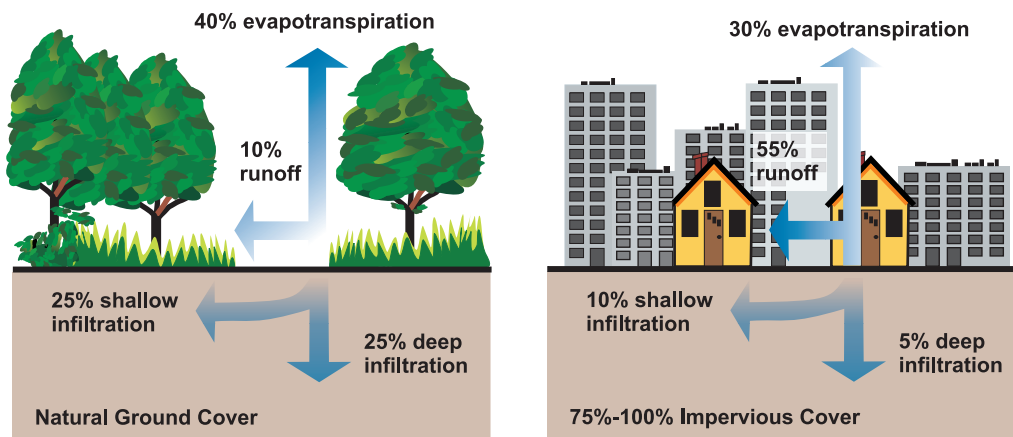 40% evapotranspiration
10%
runoff
25% shallow
infiltration
25% deep
infiltration
Natural Ground Cover
30% evapotranspiration
55%
runoff
10% shallow
infiltration
5% deep
infiltration
75%-100% Impervious Cover